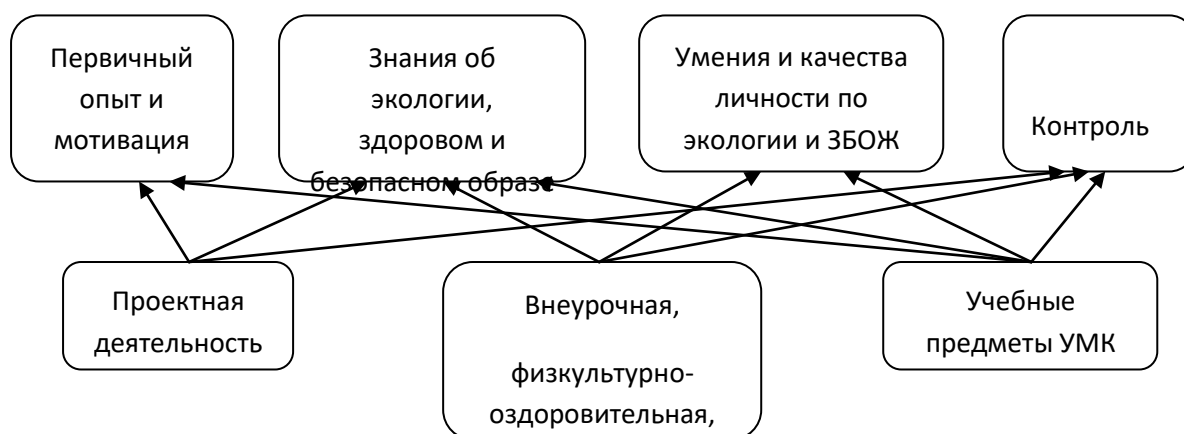 Первичный
опыт и
мотивация
Знания об
экологии,
здоровом и
безопасном образе
Умения и качества
личности по
экологии и ЗБОЖ
Контроль
Проектная
деятельность
Внеурочная,
физкультурно-
оздоровительная,
Учебные
предметы УМК